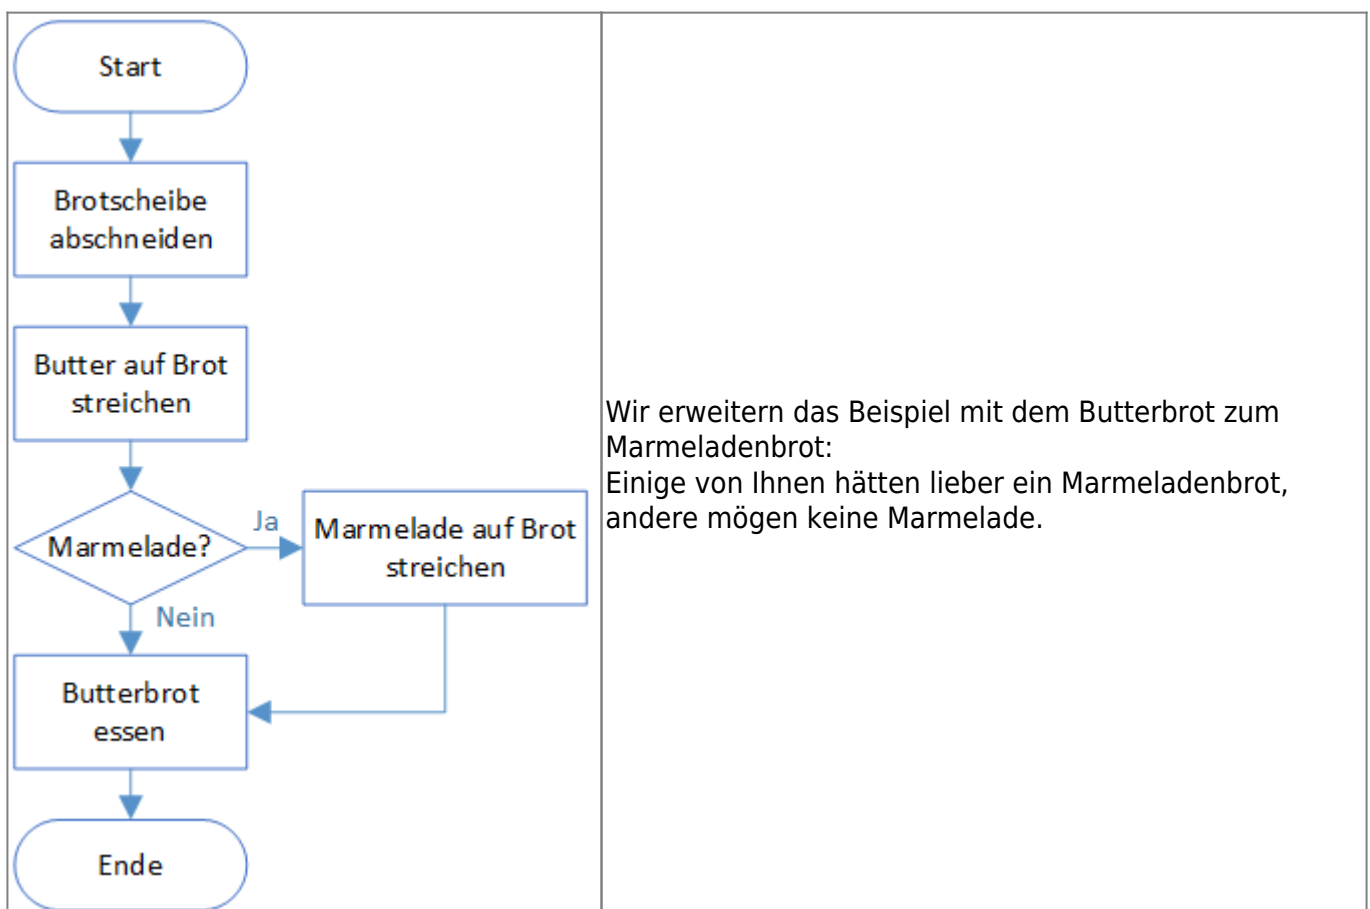 Start
Brotscheibe
abschneiden
Butter auf Brot
streichen
Marmelade?
Ja
Marmelade auf Brot
streichen
Nein
Butterbrot
essen
Ende
Wir erweitern das Beispiel mit dem Butterbrot zum
Marmeladenbrot:
Einige von Ihnen hätten lieber ein Marmeladenbrot,
andere mögen keine Marmelade.